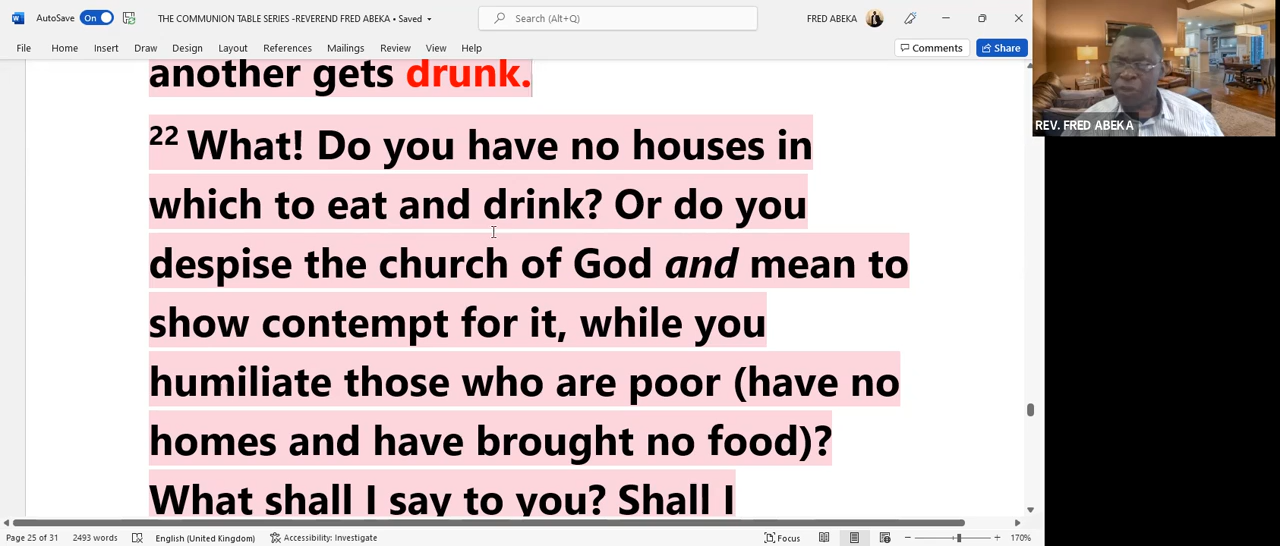 AutoSave On THE COMMUNION TABLE SERIES -REVEREND FRED ABEKA • Saved Search (Alt+Q) FRED ABEKA
File Home Insert Draw Design Layout References Mailings Review View Help Comments Share
REV. FRED ABEKA
another gets drunk.
22 What! Do you have no houses in
which to eat and drink? Or do you
despise the church of God and mean to
show contempt for it, while you
humiliate those who are poor (have no
homes and have brought no food)?
What shall I say to you? Shall I
Page 25 of 31 2493 words English (United Kingdom) Accessibility: Investigate Focus 170%